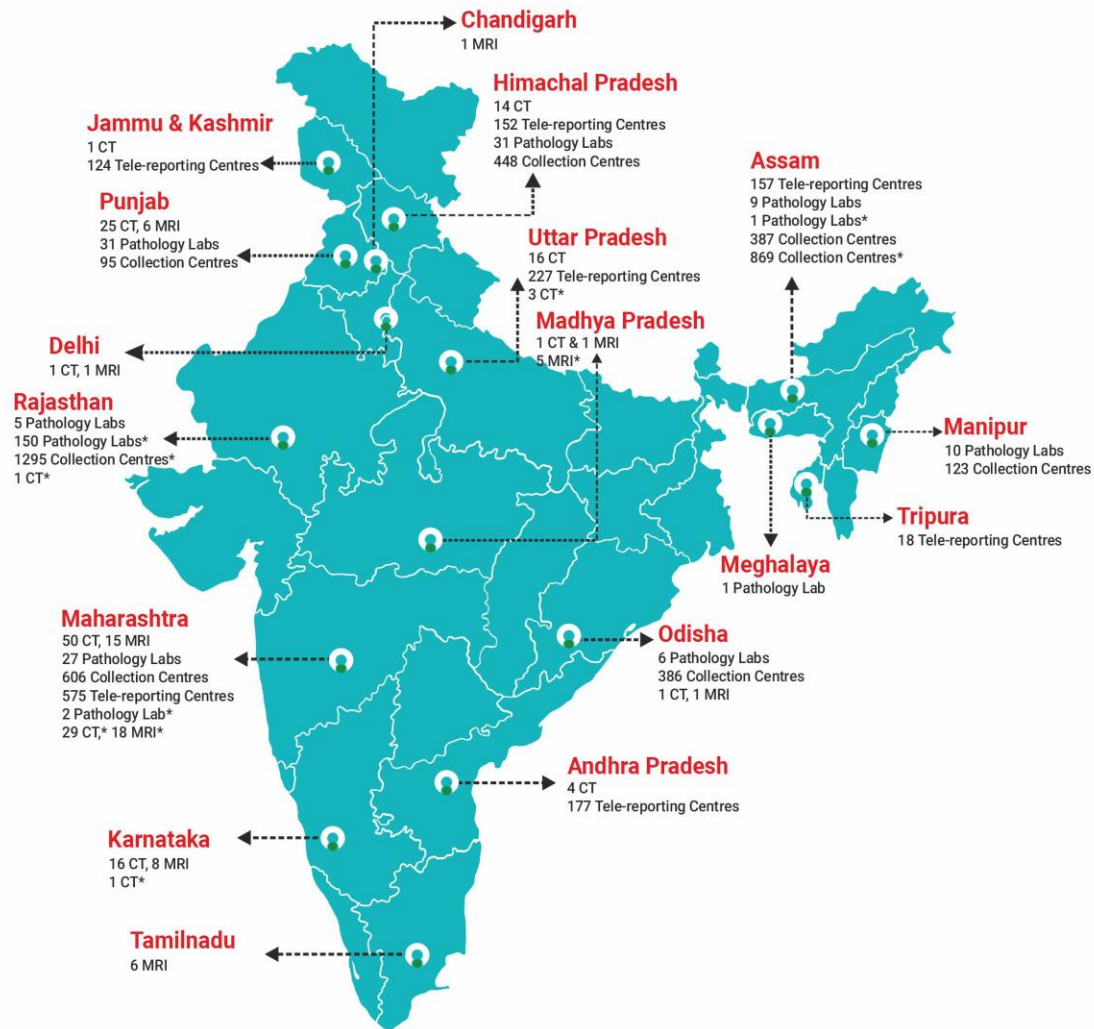 Chandigarh
1 MRI
Himachal Pradesh
14 CT
152 Tele-reporting Centres
31 Pathology Labs
448 Collection Centres
Jammu & Kashmir
1 CT
124 Tele-reporting Centres
Assam
157 Tele-reporting Centres
9 Pathology Labs
1 Pathology Labs*
387 Collection Centres
869 Collection Centres*
Punjab
25 CT, 6 MRI
31 Pathology Labs
95 Collection Centres
Uttar Pradesh
16 CT
227 Tele-reporting Centres
3 CT*
Madhya Pradesh
1 CT & 1 MRI
5 MRI*
Delhi
1 CT, 1 MRI
Rajasthan
5 Pathology Labs
150 Pathology Labs*
1295 Collection Centres*
1 CT*
Manipur
10 Pathology Labs
123 Collection Centres
Tripura
18 Tele-reporting Centres
Meghalaya
1 Pathology Lab
Maharashtra
50 CT, 15 MRI
27 Pathology Labs
606 Collection Centres
575 Tele-reporting Centres
2 Pathology Lab*
29 CT,* 18 MRI*
Odisha
6 Pathology Labs
386 Collection Centres
1 CT, 1 MRI
Andhra Pradesh
4 CT
177 Tele-reporting Centres
Karnataka
16 CT, 8 MRI
1 CT*
Tamilnadu
6 MRI